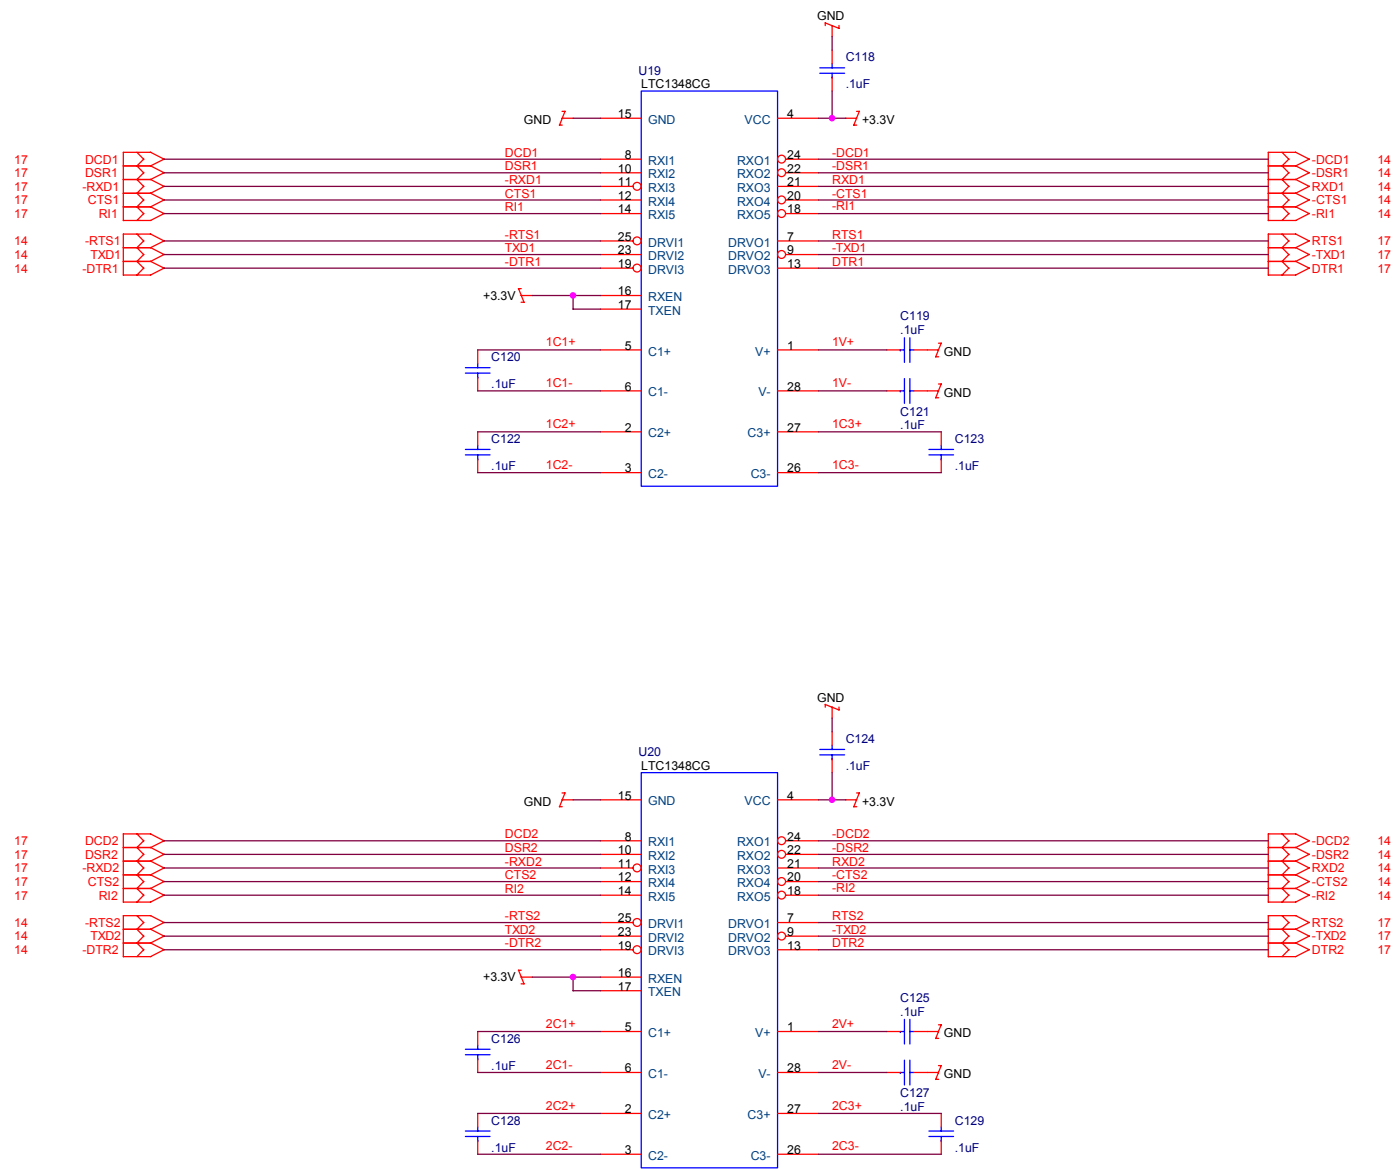 GND
C118
.1uF
U19
LTC1348CG
GND 15 GND VCC 4 +3.3V
17 DCD1 DCD1 8 RXI1 RXO1 24 -DCD1 -DCD1 14
17 DSR1 DSR1 10 RXI2 RXO2 22 -DSR1 -DSR1 14
17 -RXD1 -RXD1 11 RXI3 RXO3 21 RXD1 RXD1 14
17 CTS1 CTS1 12 RXI4 RXO4 20 -CTS1 -CTS1 14
17 RI1 RI1 14 RXI5 RXO5 18 -RI1 -RI1 14
14 -RTS1 -RTS1 25 DRVI1 DRVO1 7 RTS1 RTS1 17
14 TXD1 TXD1 23 DRVI2 DRVO2 9 -TXD1 -TXD1 17
14 -DTR1 -DTR1 19 DRVI3 DRVO3 13 DTR1 DTR1 17
+3.3V 16 RXEN
17 TXEN
C119
.1uF
1C1+ 5 C1+ V+ 1 1V+ GND
C120
.1uF 1C1- 6 C1- V- 28 1V- GND
C121
.1uF
1C2+ 2 C2+ C3+ 27 1C3+
C122 C123
.1uF 1C2- 3 C2- C3- 26 1C3- .1uF
GND
C124
.1uF
U20
LTC1348CG
GND 15 GND VCC 4 +3.3V
17 DCD2 DCD2 8 RXI1 RXO1 24 -DCD2 -DCD2 14
17 DSR2 DSR2 10 RXI2 RXO2 22 -DSR2 -DSR2 14
17 -RXD2 -RXD2 11 RXI3 RXO3 21 RXD2 RXD2 14
17 CTS2 CTS2 12 RXI4 RXO4 20 -CTS2 -CTS2 14
17 RI2 RI2 14 RXI5 RXO5 18 -RI2 -RI2 14
14 -RTS2 -RTS2 25 DRVI1 DRVO1 7 RTS2 RTS2 17
14 TXD2 TXD2 23 DRVI2 DRVO2 9 -TXD2 -TXD2 17
14 -DTR2 -DTR2 19 DRVI3 DRVO3 13 DTR2 DTR2 17
+3.3V 16 RXEN
17 TXEN
C125
.1uF
2C1+ 5 C1+ V+ 1 2V+ GND
C126
.1uF 2C1- 6 C1- V- 28 2V- GND
C127
.1uF
2C2+ 2 C2+ C3+ 27 2C3+
C128 C129
.1uF 2C2- 3 C2- C3- 26 2C3- .1uF